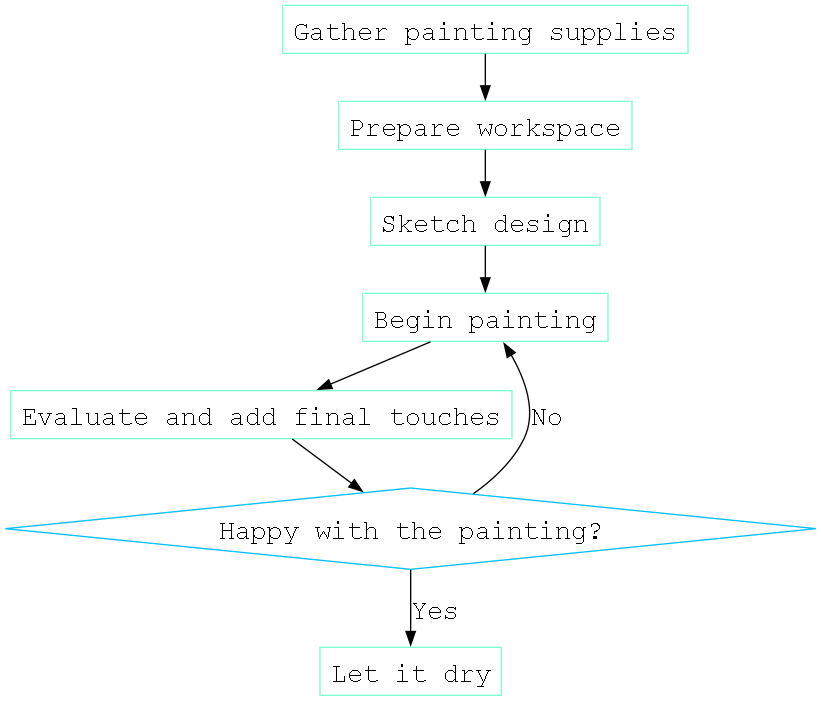 Gather painting supplies
Prepare workspace
Sketch design
Begin painting
Evaluate and add final touches
No
Happy with the painting?
Yes
Let it dry